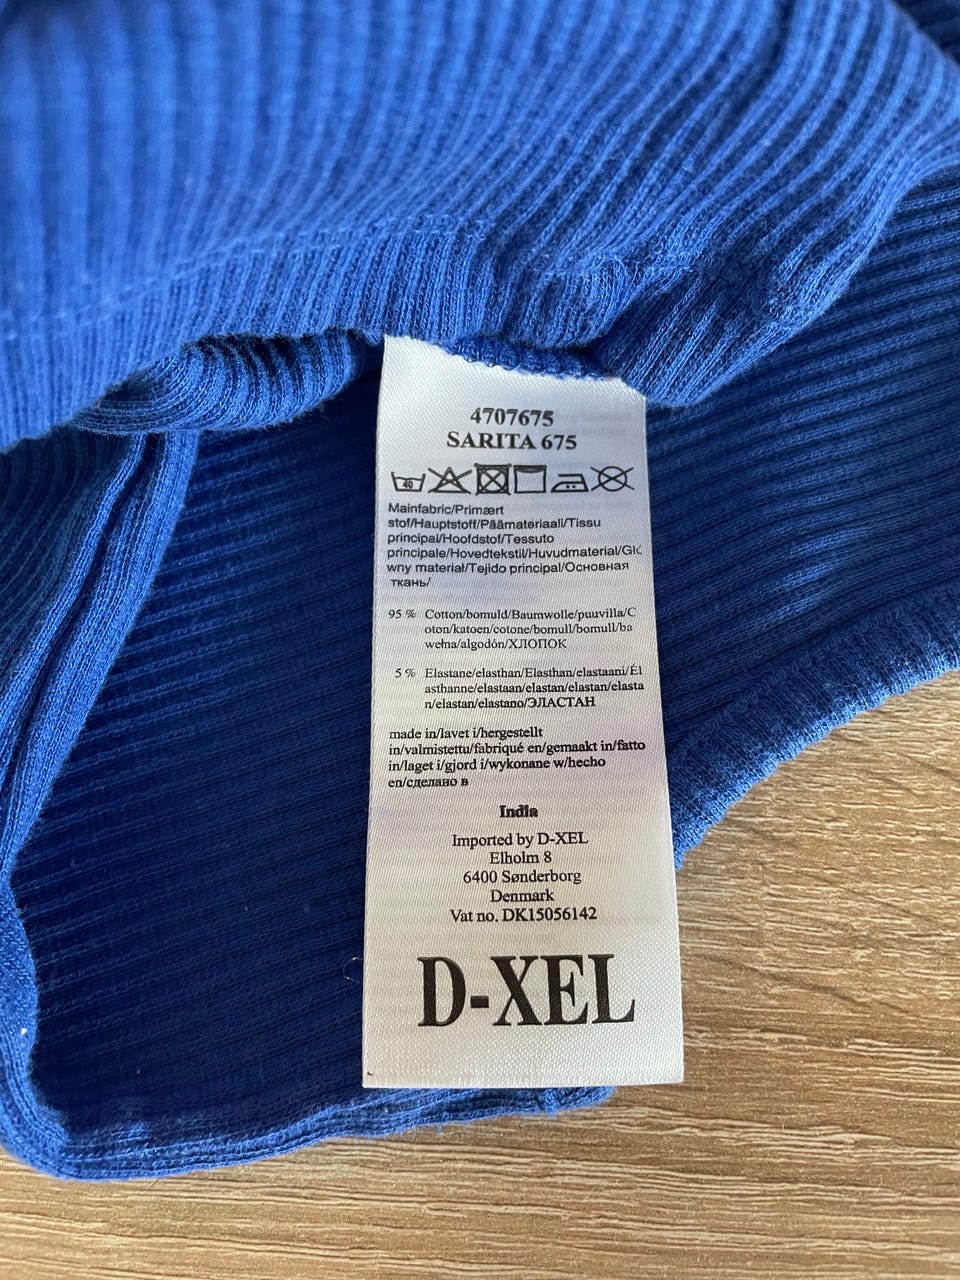 4707675
SARITA 675
40
Mainfabric/Primært
stof/Hauptstoff/Päämateriaali/Tissu
principal/Hoofdstof/Tessuto
principale/Hovedtekstil/Huvudmaterial/Głó
wny materiał/Tejido principal/Основная
ткань/
95 % Cotton/bomuld/Baumwolle/puuvilla/C
oton/katoen/cotone/bomull/bomull/ba
wełna/algodón/ХЛОПОК
5 % Elastane/elasthan/Elasthan/elastaani/Él
asthanne/elastaan/elastan/elastan/elasta
n/elastan/elastano/ЭЛАСТАН
made in/lavet i/hergestellt
in/valmistettu/fabriqué en/gemaakt in/fatto
in/laget i/gjord i/wykonane w/hecho
en/сделано в
India
Imported by D-XEL
Elholm 8
6400 Sønderborg
Denmark
Vat no. DK15056142
D-XEL